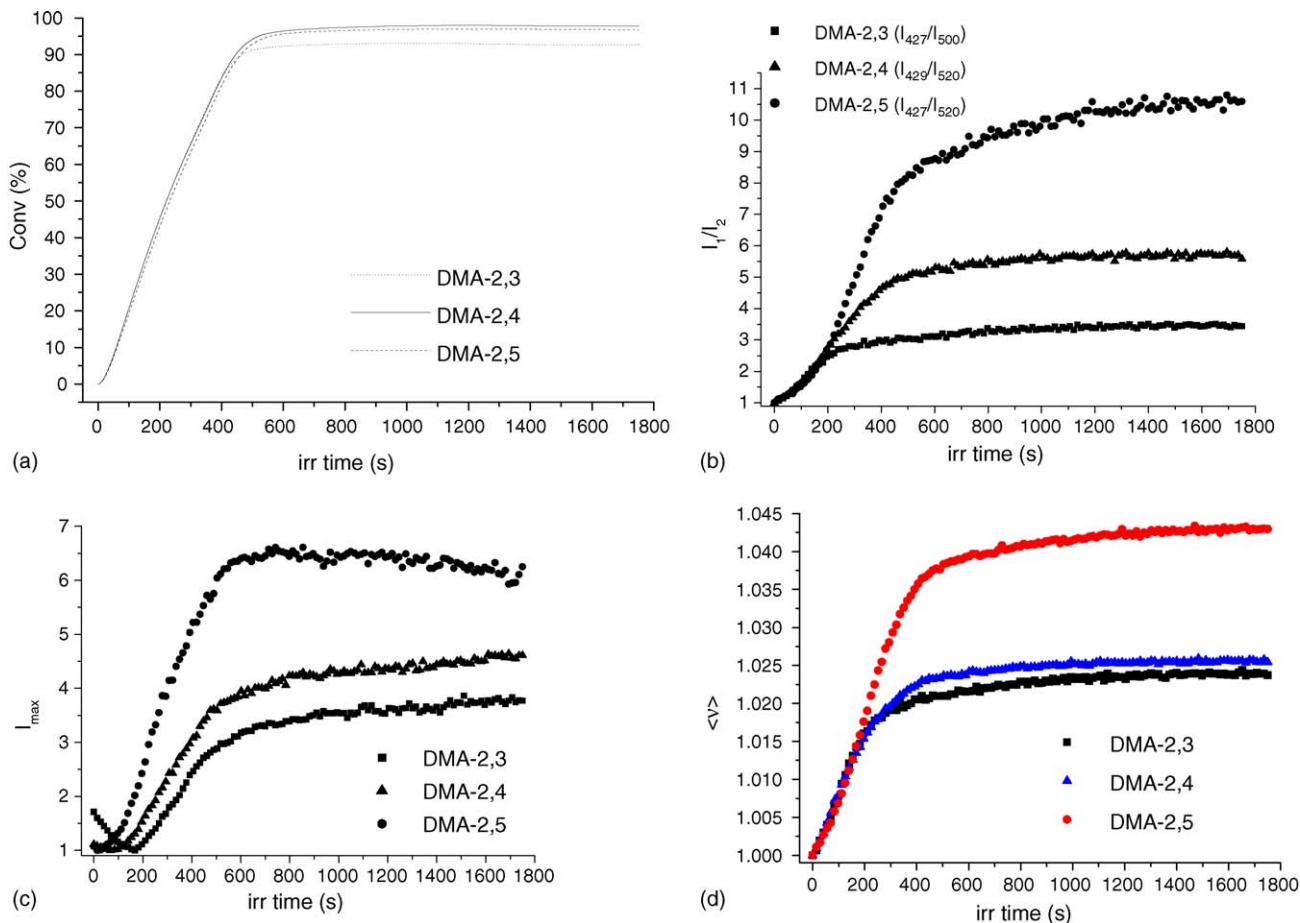 100
90
80
70
60
50
40
30
20
10
0
Conv (%)
DMA-2,3
DMA-2,4
DMA-2,5
0 200 400 600 800 1000 1200 1400 1600 1800
irr time (s)
(a)
DMA-2,3 (I₄₂₇/I₅₀₀)
DMA-2,4 (I₄₂₉/I₅₂₀)
DMA-2,5 (I₄₂₇/I₅₂₀)
11
10
9
8
7
6
5
4
3
2
1
I₁/I₂
0 200 400 600 800 1000 1200 1400 1600 1800
irr time (s)
(b)
7
6
5
4
3
2
1
Iₘₐₓ
DMA-2,3
DMA-2,4
DMA-2,5
0 200 400 600 800 1000 1200 1400 1600 1800
irr time (s)
(c)
1.045
1.040
1.035
1.030
1.025
1.020
1.015
1.010
1.005
1.000
<ν>
DMA-2,3
DMA-2,4
DMA-2,5
0 200 400 600 800 1000 1200 1400 1600 1800
irr time (s)
(d)